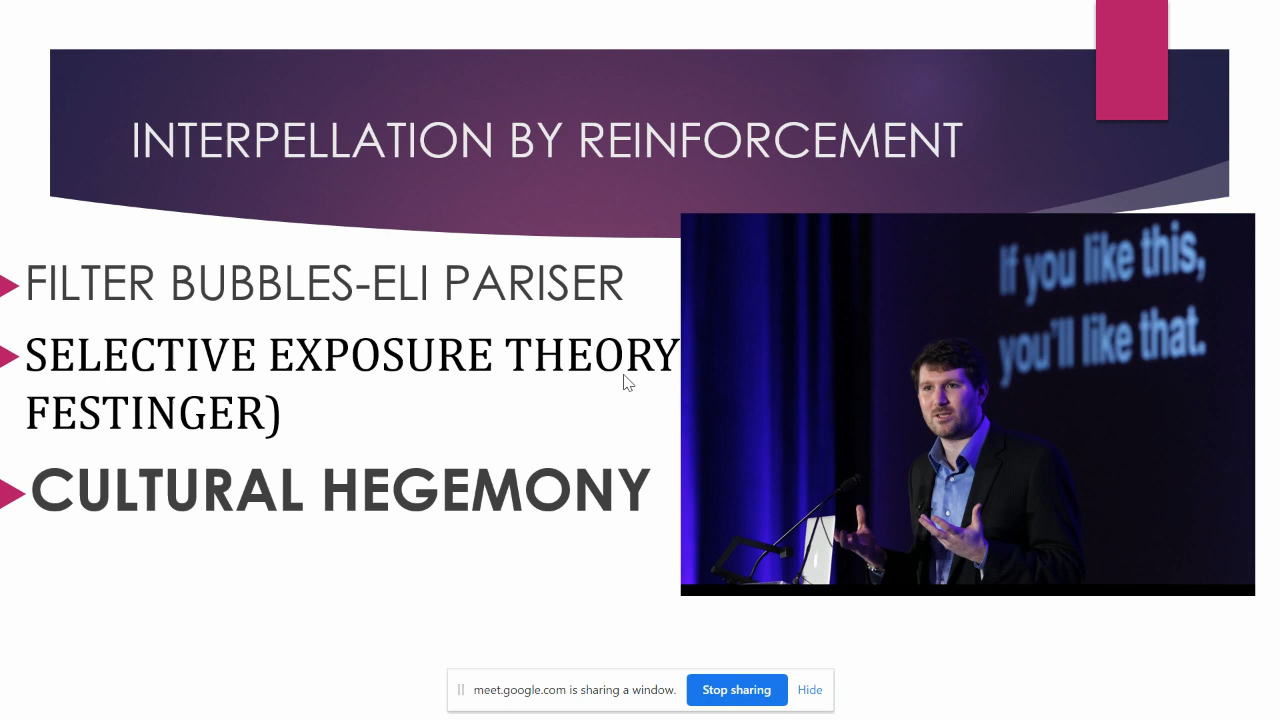 INTERPELLATION BY REINFORCEMENT
FILTER BUBBLES-ELI PARISER
SELECTIVE EXPOSURE THEORY
FESTINGER)
CULTURAL HEGEMONY
If you like this,
you'll like that.
meet.google.com is sharing a window. Stop sharing Hide